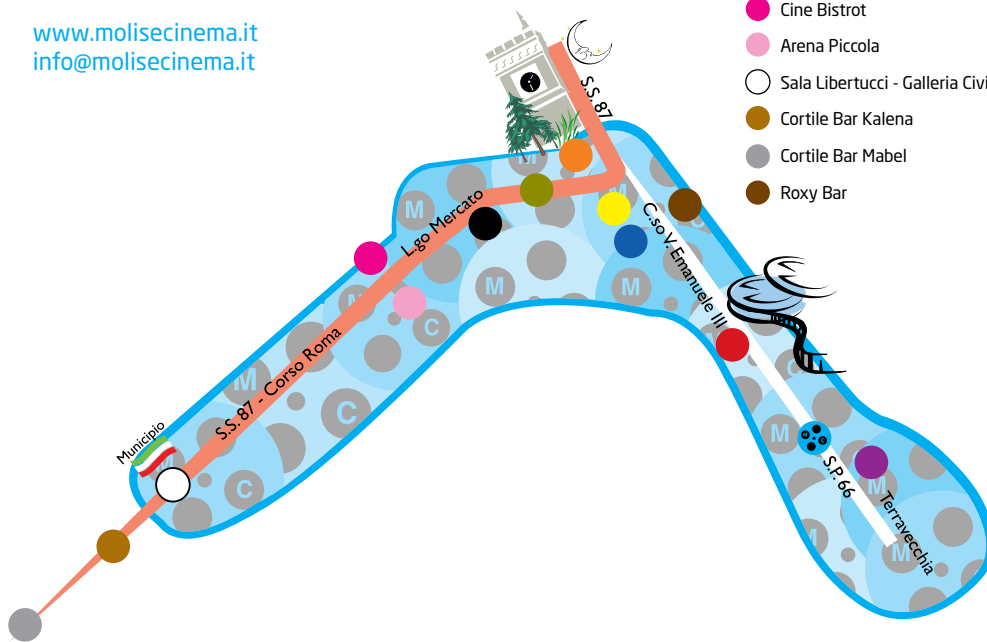 www.molisecinema.it
info@molisecinema.it
Cine Bistrot
Arena Piccola
Sala Libertucci - Galleria Civi
Cortile Bar Kalena
Cortile Bar Mabel
Roxy Bar
S.S. 87
L.go Mercato
C.so V. Emanuele III
S.S. 87 - Corso Roma
Municipio
S.P. 66
Terravecchia
M
M
M
M
M
M
C
M
C
M
C
M
C
M
M
M
M
C